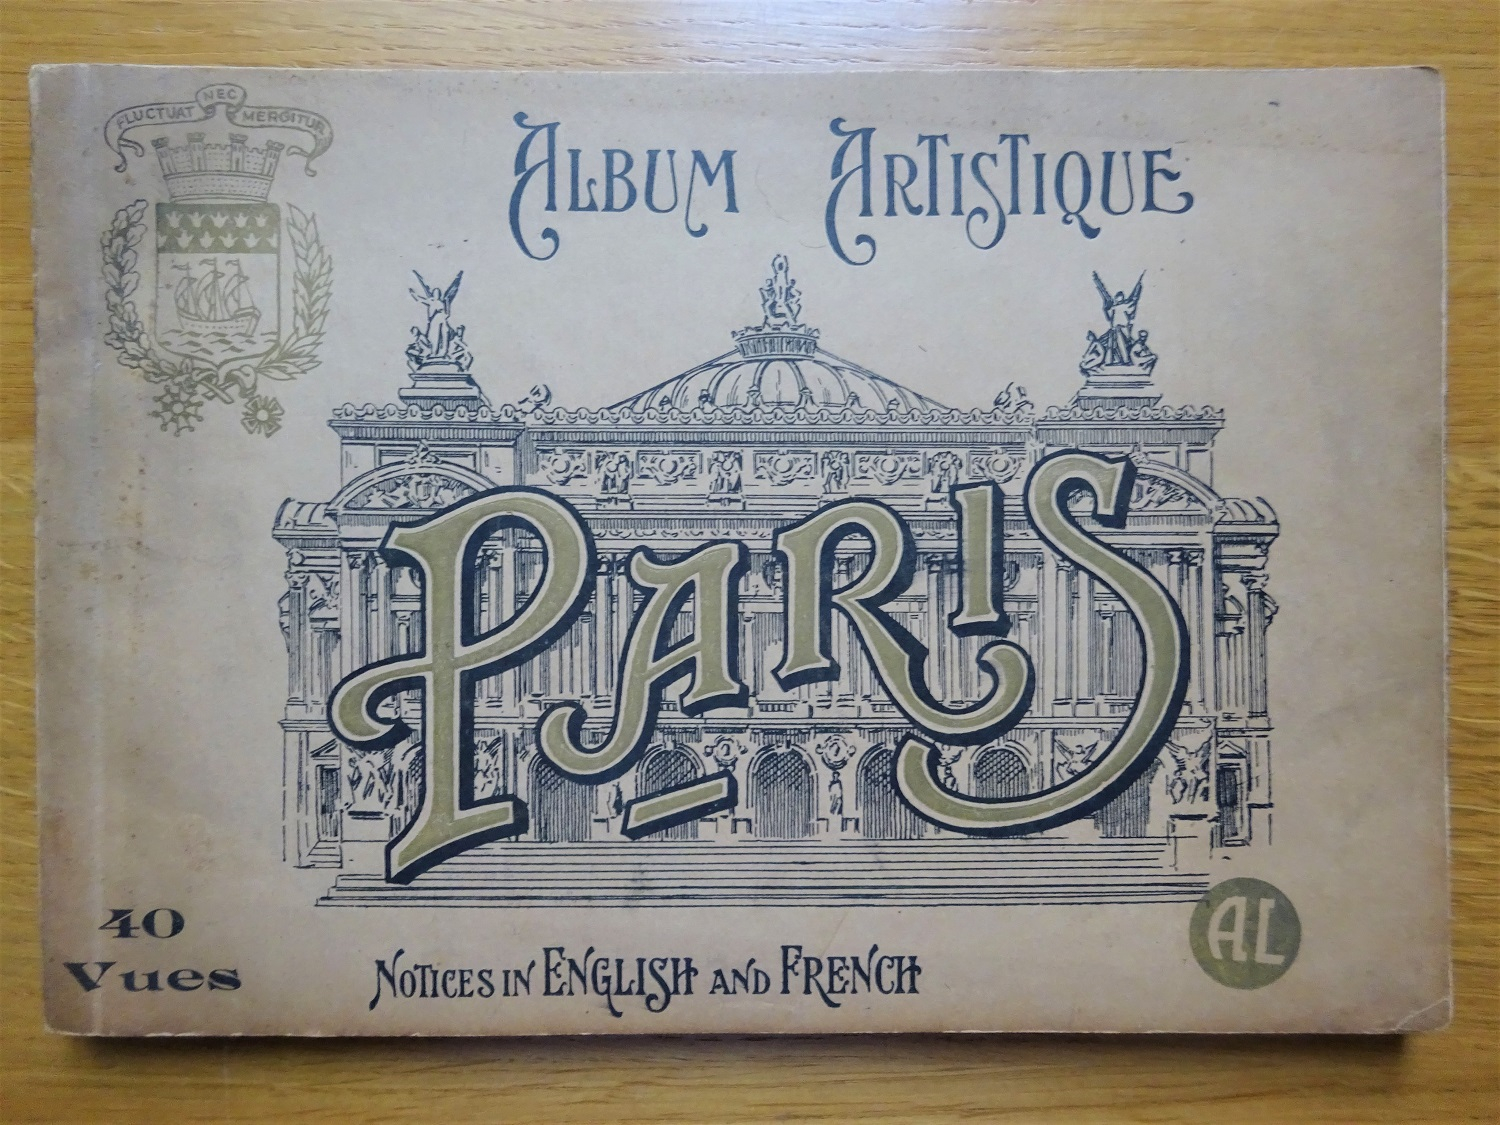 FLUCTUAT NEC MERGITUR
ALBUM ARTISTIQUE
PARIS
40
Vues
NOTICES IN ENGLISH AND FRENCH
AL